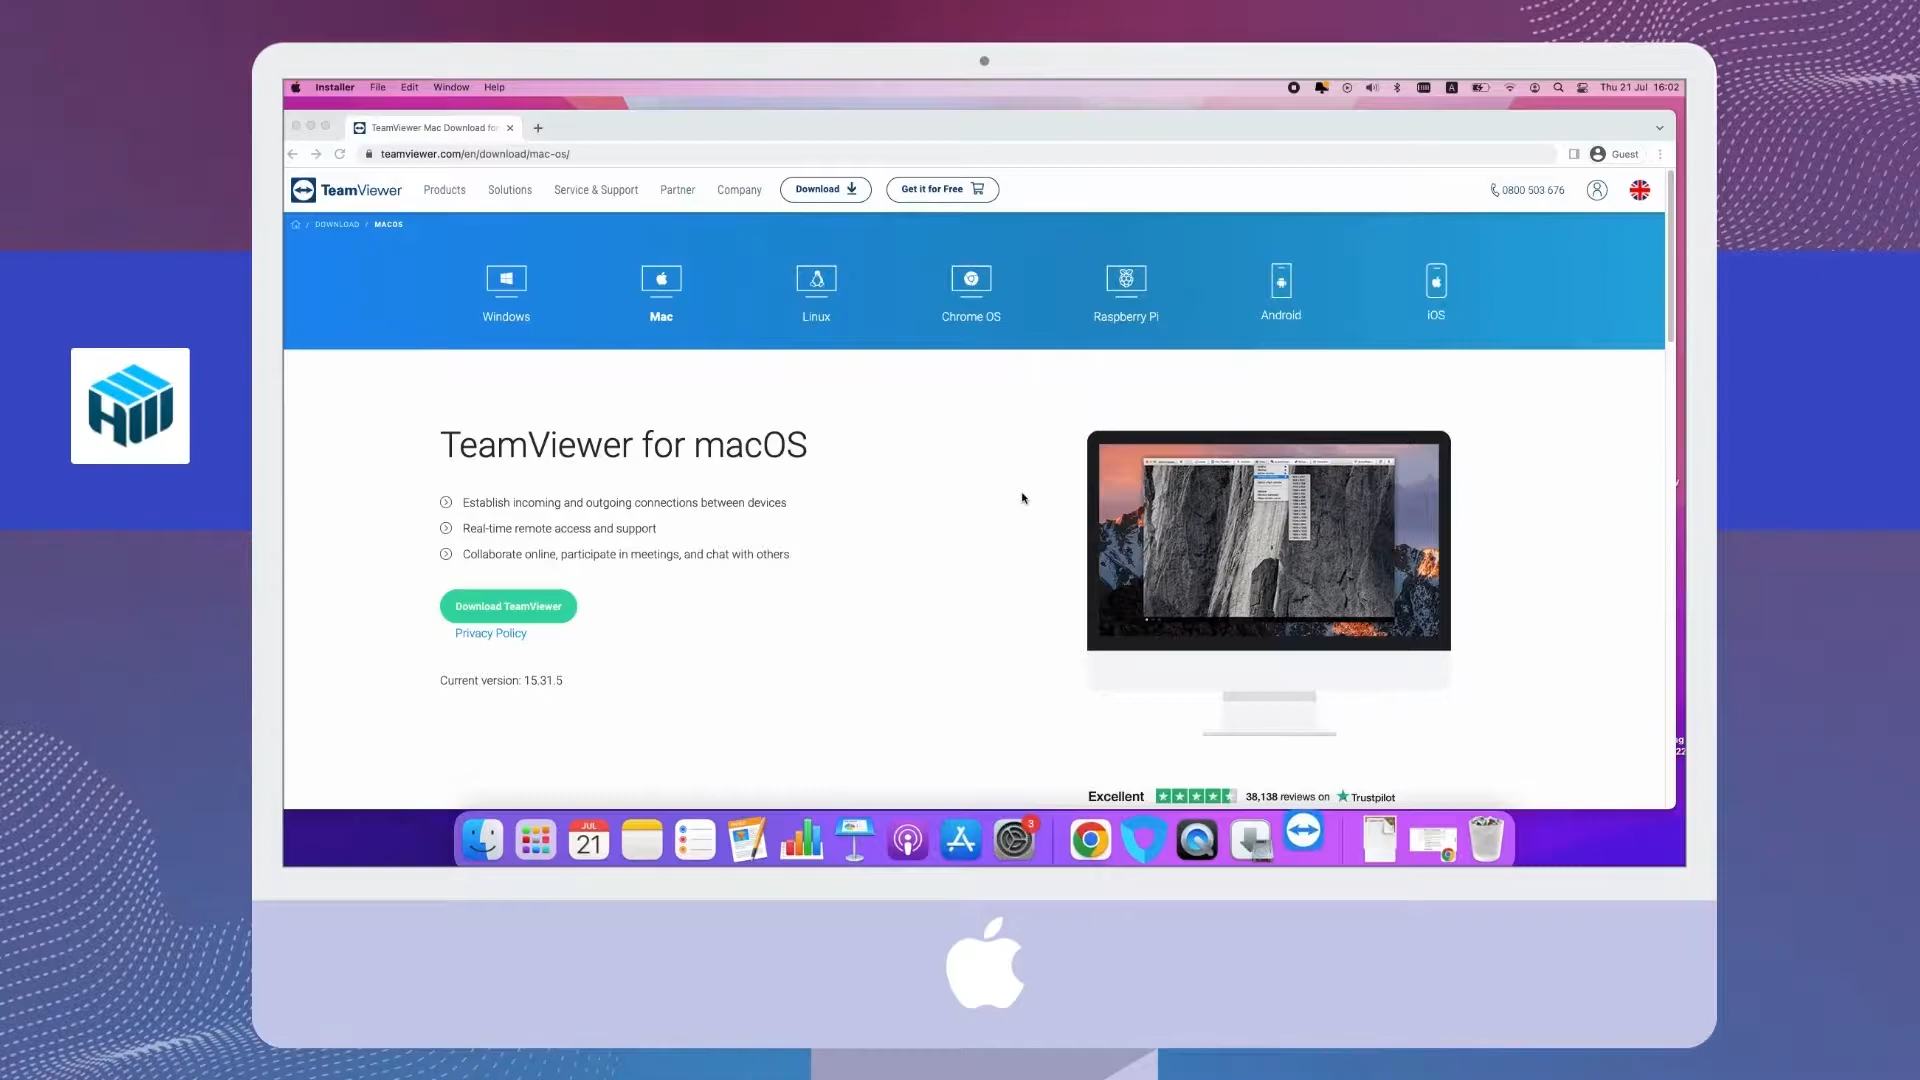 Installer File Edit Window Help
A Thu 21 Jul 16:02
TeamViewer Mac Download for
teamviewer.com/en/download/mac-os/ Guest
TeamViewer Products Solutions Service & Support Partner Company Download Get it for Free 0800 503 676
/ DOWNLOAD / MACOS
Windows Mac Linux Chrome OS Raspberry Pi Android iOS
Hill
TeamViewer for macOS
Establish incoming and outgoing connections between devices
Real-time remote access and support
Collaborate online, participate in meetings, and chat with others
Download TeamViewer
Privacy Policy
Current version: 15.31.5
22
Excellent 38,138 reviews on Trustpilot
JUL
21
3